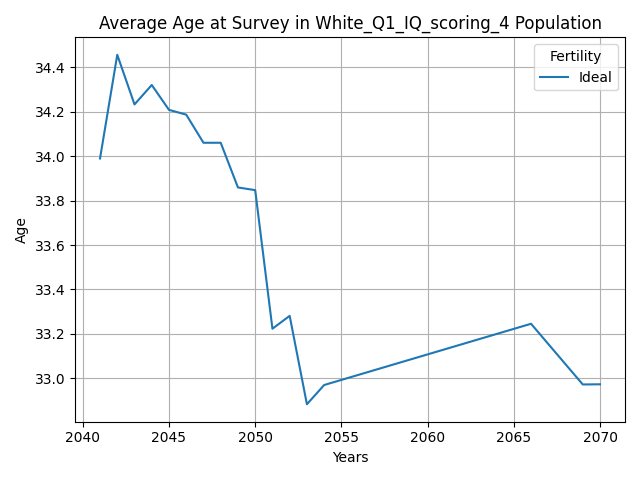 Average Age at Survey in White_Q1_IQ_scoring_4 Population
Fertility
Ideal
34.4
34.2
34.0
33.8
33.6
33.4
33.2
33.0
Age
2040 2045 2050 2055 2060 2065 2070
Years